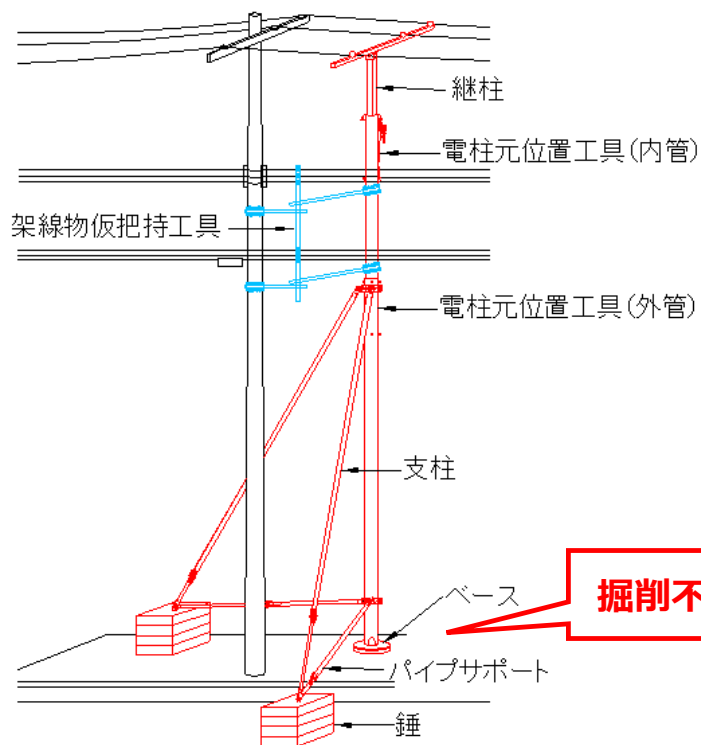 継柱
電柱元位置工具(内管)
架線物仮把持工具
電柱元位置工具(外管)
支柱
ベース
掘削不
パイプサポート
錘